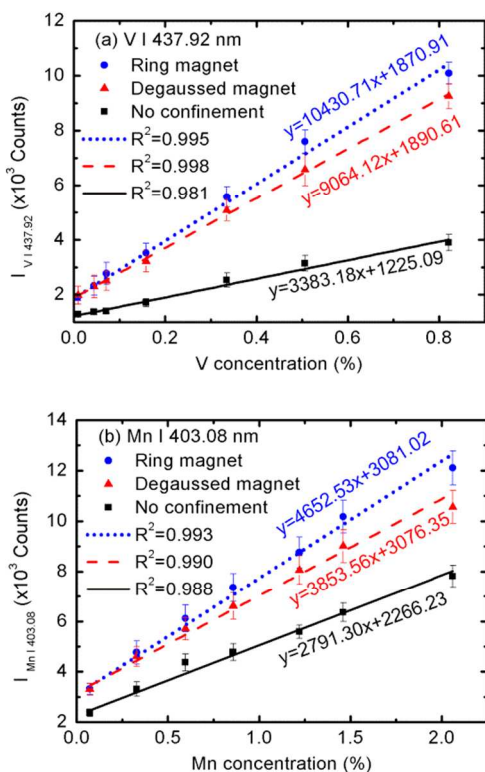 (a) V I 437.92 nm
Ring magnet
Degaussed magnet
No confinement
R²=0.995
R²=0.998
R²=0.981
y=10430.71x+1870.91
y=9064.12x+1890.61
y=3383.18x+1225.09
12
10
8
6
4
2
I V I 437.92 (x10³ Counts)
0.0 0.2 0.4 0.6 0.8
V concentration (%)
(b) Mn I 403.08 nm
Ring magnet
Degaussed magnet
No confinement
R²=0.993
R²=0.990
R²=0.988
y=4652.53x+3081.02
y=3853.56x+3076.35
y=2791.30x+2266.23
14
12
10
8
6
4
2
I Mn I 403.08 (x10³ Counts)
0.0 0.5 1.0 1.5 2.0
Mn concentration (%)